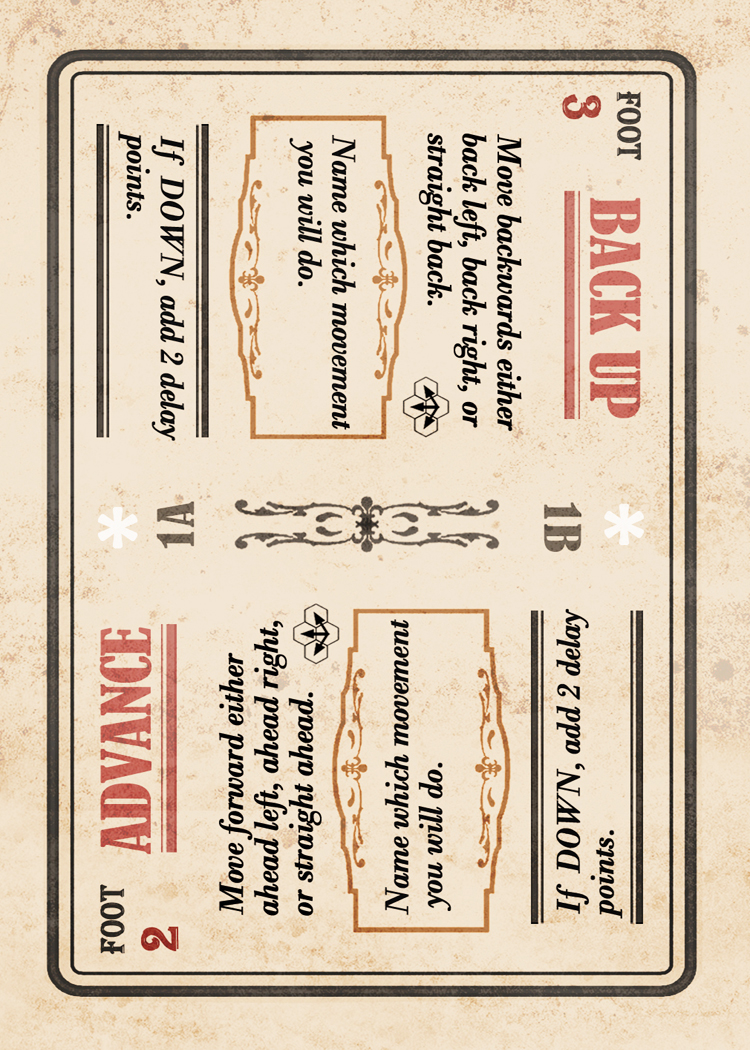 FOOT
3
BACK UP
Move backwards either
back left, back right, or
straight back.
Name which movement
you will do.
If DOWN, add 2 delay
points.
* 1B
1A *
FOOT
2
ADVANCE
Move forward either
ahead left, ahead right,
or straight ahead.
Name which movement
you will do.
If DOWN, add 2 delay
points.